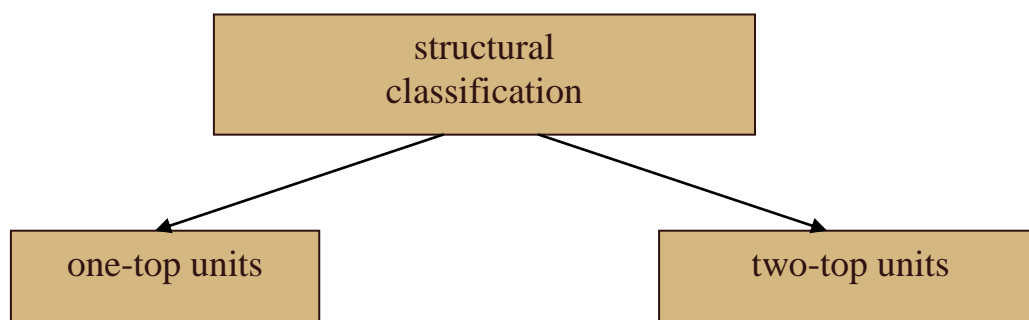 structural
classification
one-top units
two-top units